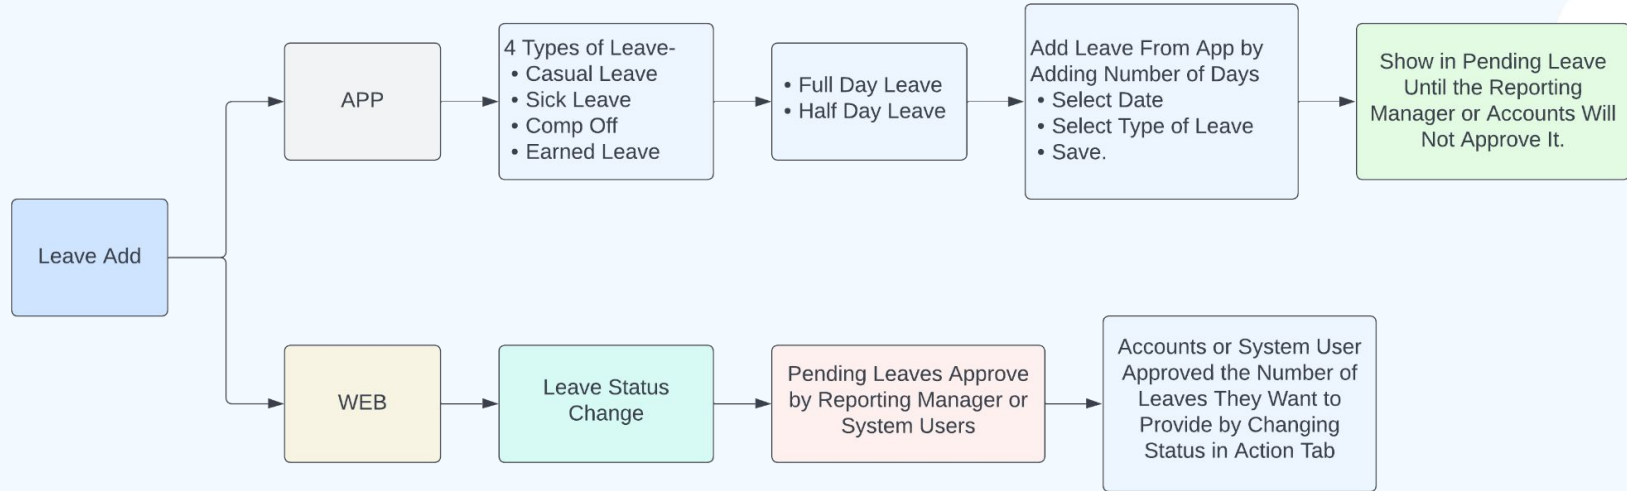 Leave Add
APP
4 Types of Leave-
• Casual Leave
• Sick Leave
• Comp Off
• Earned Leave
• Full Day Leave
• Half Day Leave
Add Leave From App by
Adding Number of Days
• Select Date
• Select Type of Leave
• Save.
Show in Pending Leave
Until the Reporting
Manager or Accounts Will
Not Approve It.
WEB
Leave Status
Change
Pending Leaves Approve
by Reporting Manager or
System Users
Accounts or System User
Approved the Number of
Leaves They Want to
Provide by Changing
Status in Action Tab